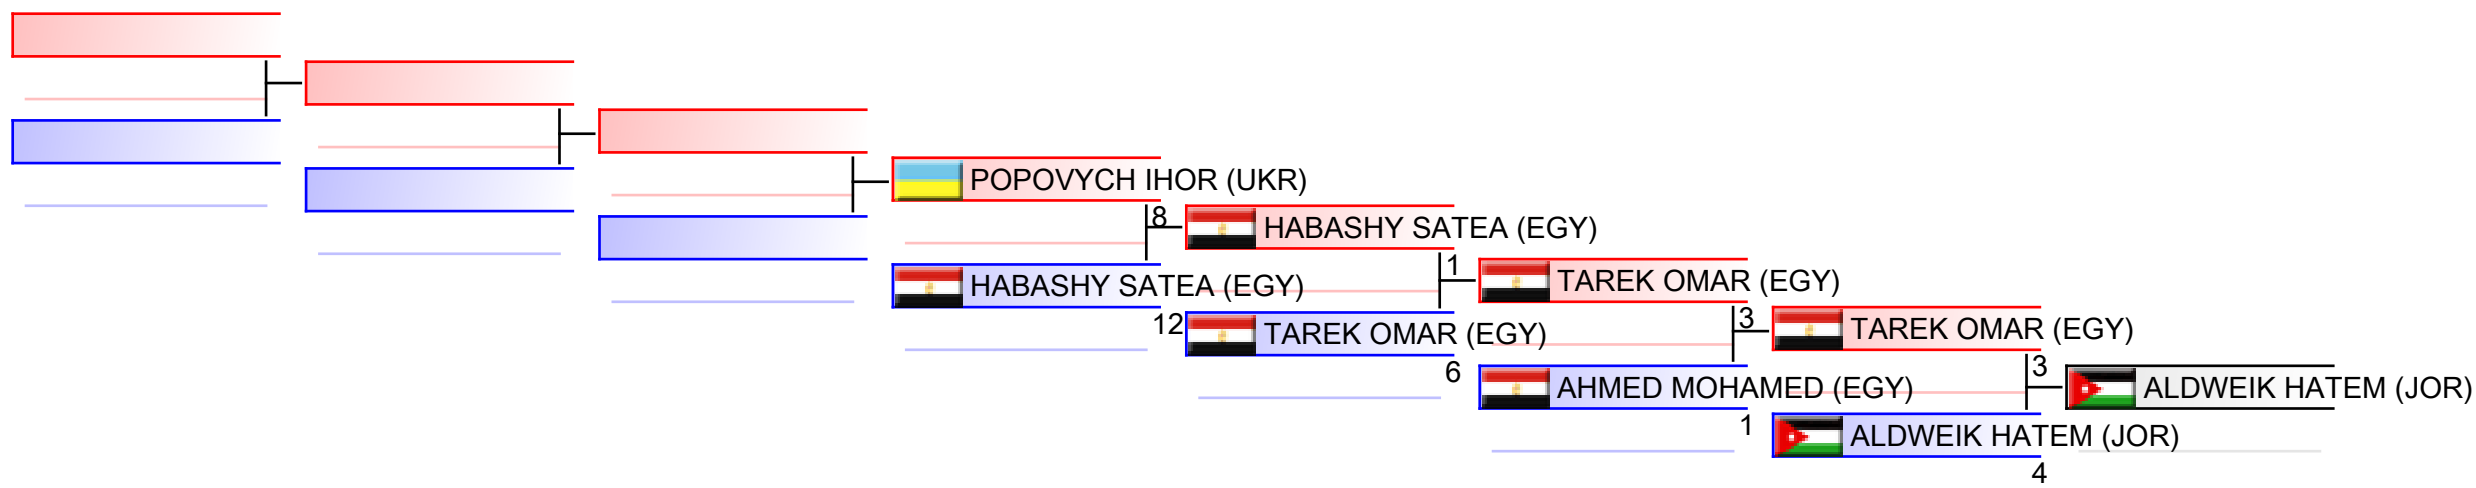 POPOVYCH IHOR (UKR)
8
HABASHY SATEA (EGY)
HABASHY SATEA (EGY)
12
1
TAREK OMAR (EGY)
TAREK OMAR (EGY)
6
3
TAREK OMAR (EGY)
AHMED MOHAMED (EGY)
1
3
ALDWEIK HATEM (JOR)
ALDWEIK HATEM (JOR)
4